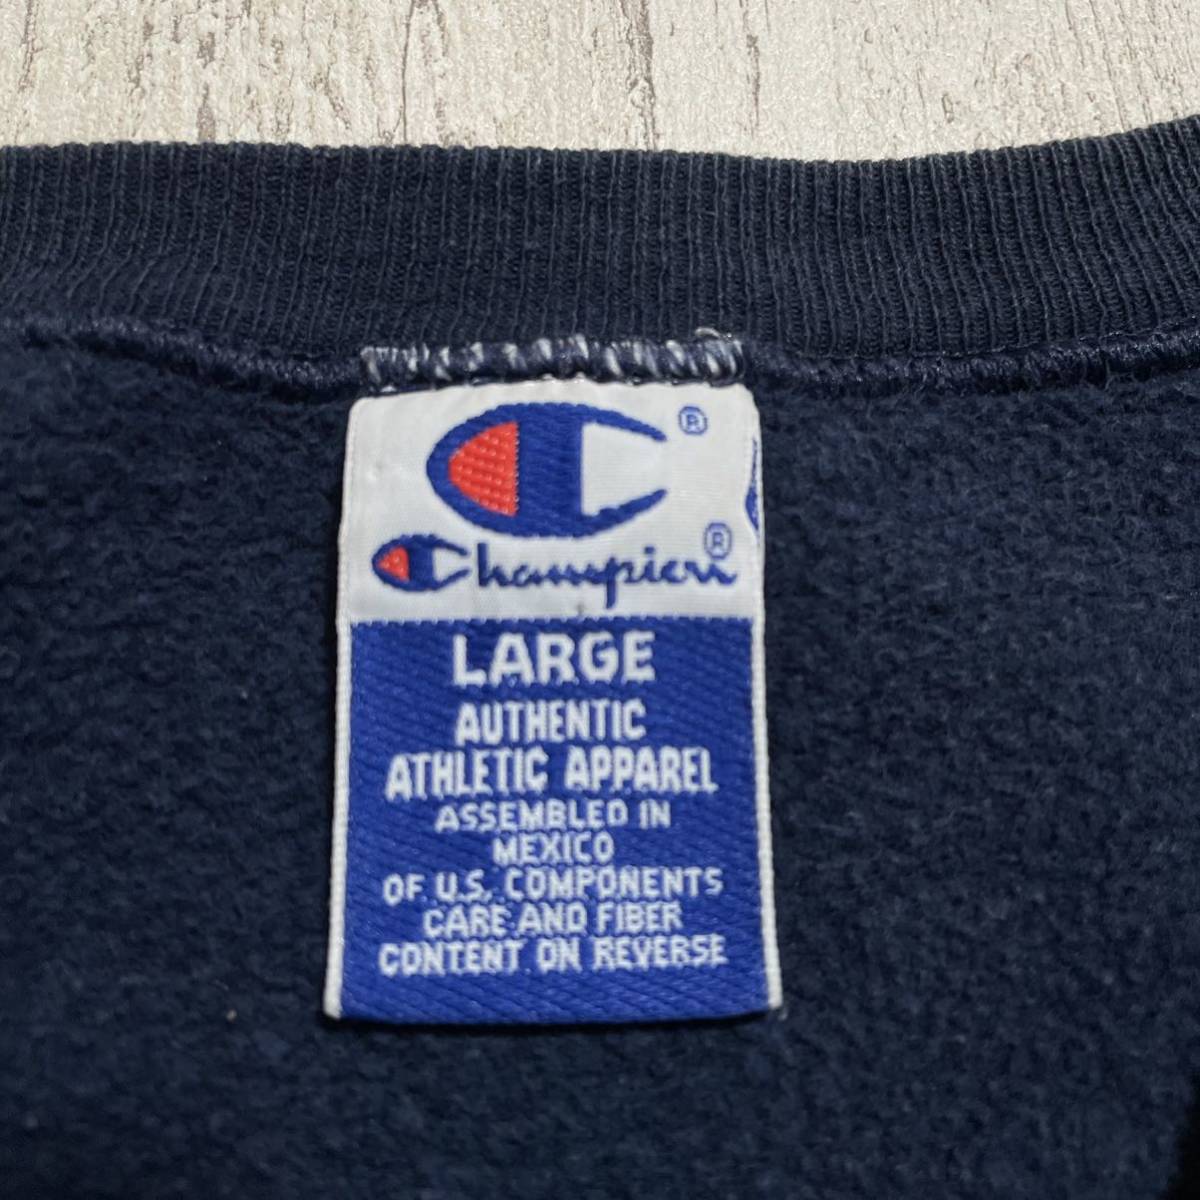 ®
Champion®
LARGE
AUTHENTIC
ATHLETIC APPAREL
ASSEMBLED IN
MEXICO
OF U.S. COMPONENTS
CARE AND FIBER
CONTENT ON REVERSE